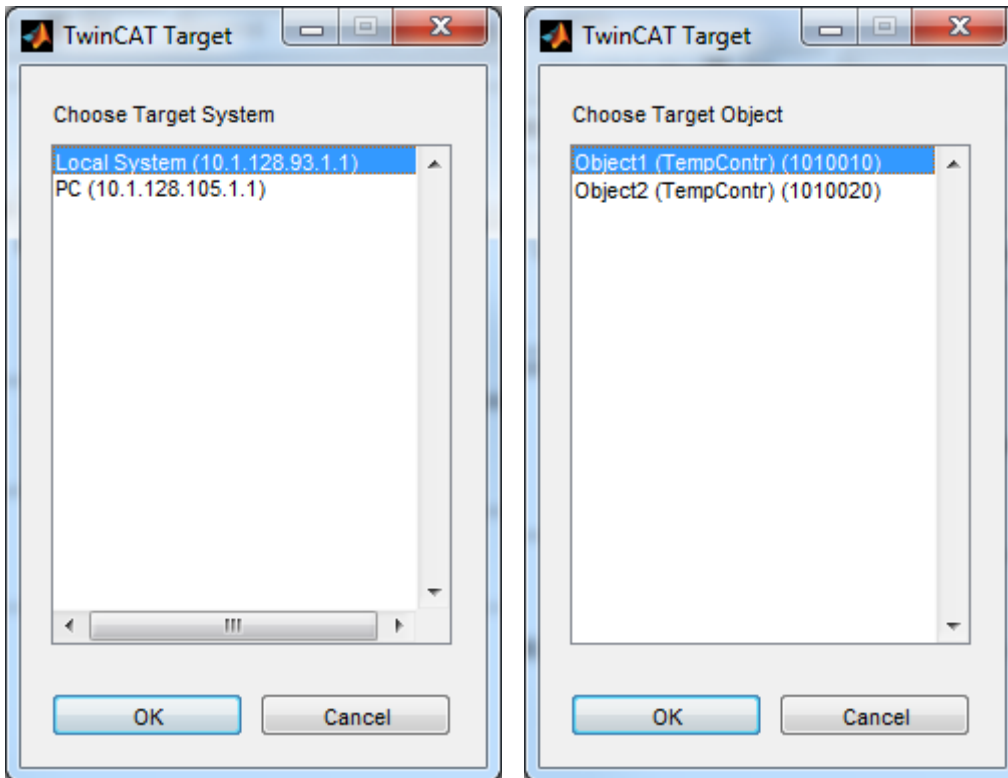 TwinCAT Target
Choose Target System
Local System (10.1.128.93.1.1)
PC (10.1.128.105.1.1)
OK
Cancel
TwinCAT Target
Choose Target Object
Object1 (TempContr) (1010010)
Object2 (TempContr) (1010020)
OK
Cancel